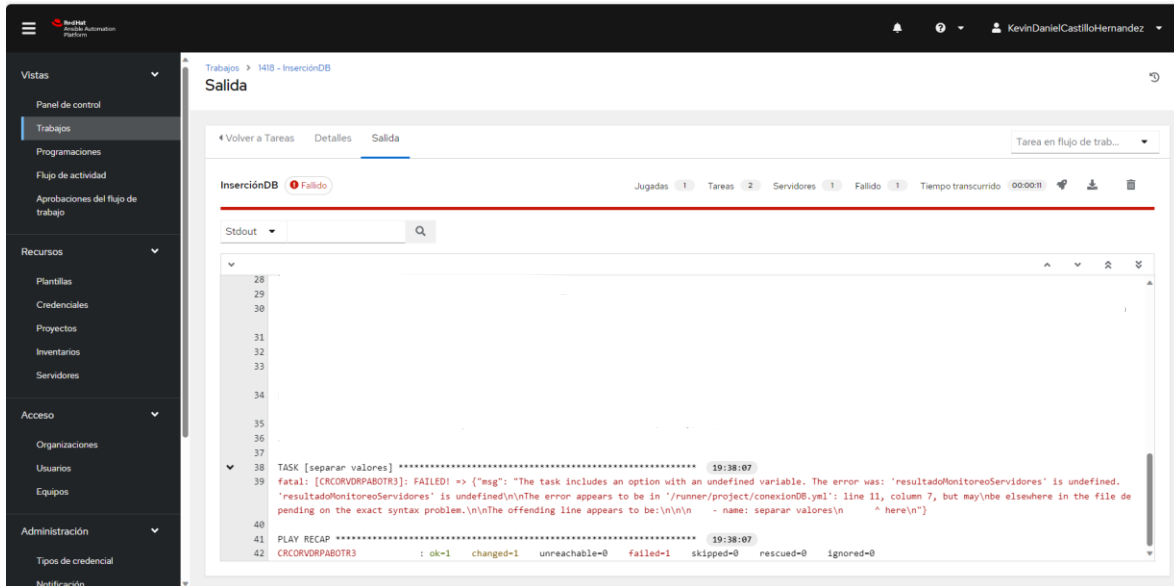 RedHat
Ansible Automation
Platform
KevinDanielCastilloHernandez
Vistas
Panel de control
Trabajos
Programaciones
Flujo de actividad
Aprobaciones del flujo de
trabajo
Recursos
Plantillas
Credenciales
Proyectos
Inventarios
Servidores
Acceso
Organizaciones
Usuarios
Equipos
Administración
Tipos de credencial
Notificación
Trabajos > 1418 - InserciónDB
Salida
Volver a Tareas Detalles Salida
Tarea en flujo de trab...
InserciónDB Fallido Jugadas 1 Tareas 2 Servidores 1 Fallido 1 Tiempo transcurrido 00:00:11
Stdout
28
29
30
31
32
33
34
35
36
37
38 TASK [separar valores] ********************************************************* 19:38:07
39 fatal: [CRCORVDRPABOTR3]: FAILED! => {"msg": "The task includes an option with an undefined variable. The error was: 'resultadoMonitoreoServidores' is undefined.
'resultadoMonitoreoServidores' is undefined\n\nThe error appears to be in '/runner/project/conexionDB.yml': line 11, column 7, but may\nbe elsewhere in the file de
pending on the exact syntax problem.\n\nThe offending line appears to be:\n\n\n - name: separar valores\n ^ here\n"}
40
41 PLAY RECAP ********************************************************************* 19:38:07
42 CRCORVDRPABOTR3 : ok=1 changed=1 unreachable=0 failed=1 skipped=0 rescued=0 ignored=0